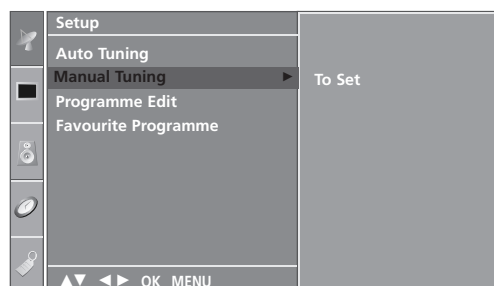 Setup
Auto Tuning
Manual Tuning ► To Set
Programme Edit
Favourite Programme
▲▼ ◄► OK MENU